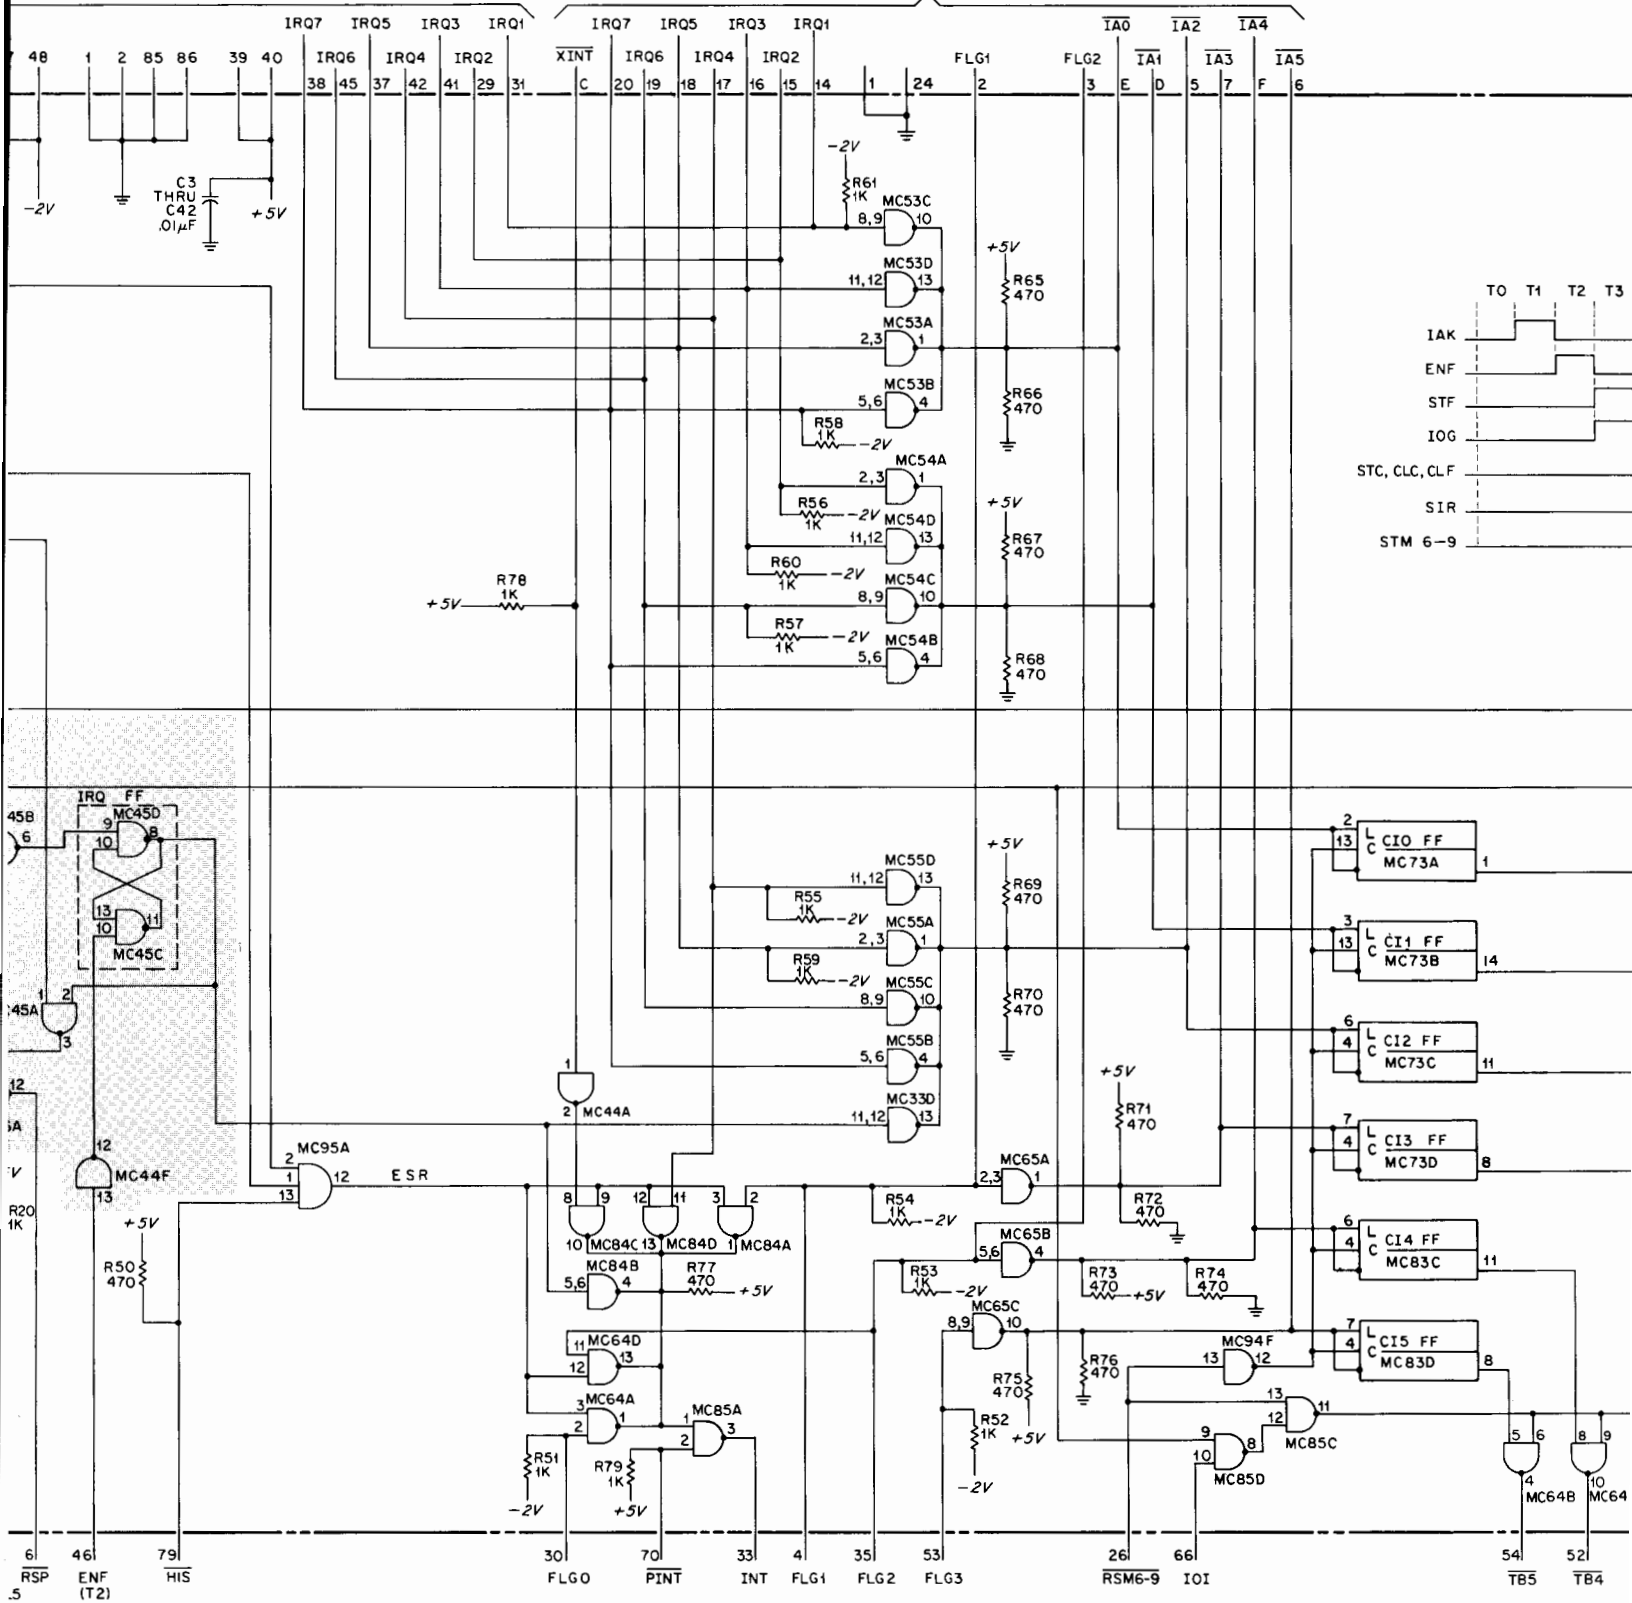 IRQ7 IRQ5 IRQ3 IRQ1 IRQ7 IRQ5 IRQ3 IRQ1 IA0 IA2 IA4
48 1 2 85 86 39 40 IRQ6 IRQ4 IRQ2 XINT IRQ6 IRQ4 IRQ2 FLG1 FLG2 IA1 IA3 IA5
38 45 37 42 41 29 31 C 20 19 18 17 16 15 14 1 24 2 3 E D 5 7 F 6
-2V
R61
1K
C3
THRU
C42
.01µF
-2V
+5V
MC53C
8,9 10
+5V
MC53D
11,12 13
R65
470
T0 T1 T2 T3
MC53A
2,3 1
IAK
ENF
MC53B
5,6 4
R66
470
STF
R58
1K
-2V
IOG
MC54A
2,3 1
STC, CLC, CLF
R56
1K
-2V
+5V
SIR
MC54D
11,12 13
R67
470
STM 6-9
R60
1K
-2V
R78
1K
+5V
MC54C
8,9 10
R57
1K
-2V
MC54B
5,6 4
R68
470
IRQ FF
45B
6
MC45D
9
10
8
2
13
L
C
CI0 FF
MC73A
1
+5V
MC55D
11,12 13
R69
470
R55
1K
-2V
13
10
11
MC45C
MC55A
2,3 1
3
13
L
C
CI1 FF
MC73B
14
R59
1K
-2V
MC55C
8,9 10
R70
470
1 2
45A
3
MC55B
5,6 4
6
4
L
C
CI2 FF
MC73C
11
12
1
2
MC44A
+5V
R71
470
MC33D
11,12 13
7
4
L
C
CI3 FF
MC73D
8
12
MC44F
13
MC95A
2
1
13
12
ESR
MC65A
2,3 1
R20
1K
+5V
8 9
10
MC84C
12 11
13
MC84D
3 2
1
MC84A
R54
1K
-2V
R72
470
MC65B
5,6 4
6
4
L
C
CI4 FF
MC83C
11
R50
470
MC84B
5,6 4
R77
470
+5V
R53
1K
-2V
R73
470
+5V
R74
470
MC65C
8,9 10
MC64D
11
12
13
MC94F
13 12
7
4
L
C
CI5 FF
MC83D
8
R75
470
+5V
R76
470
MC64A
3
2
1
MC85A
1
2
3
R52
1K
-2V
13
12
11
MC85C
9
10
8
MC85D
R51
1K
-2V
R79
1K
+5V
5 6
4
MC64B
8 9
10
MC64
6 46 79 30 70 33 4 35 53 26 66 54 52
RSP ENF HIS FLG0 PINT INT FLG1 FLG2 FLG3 RSM6-9 IOI TB5 TB4
(T2)